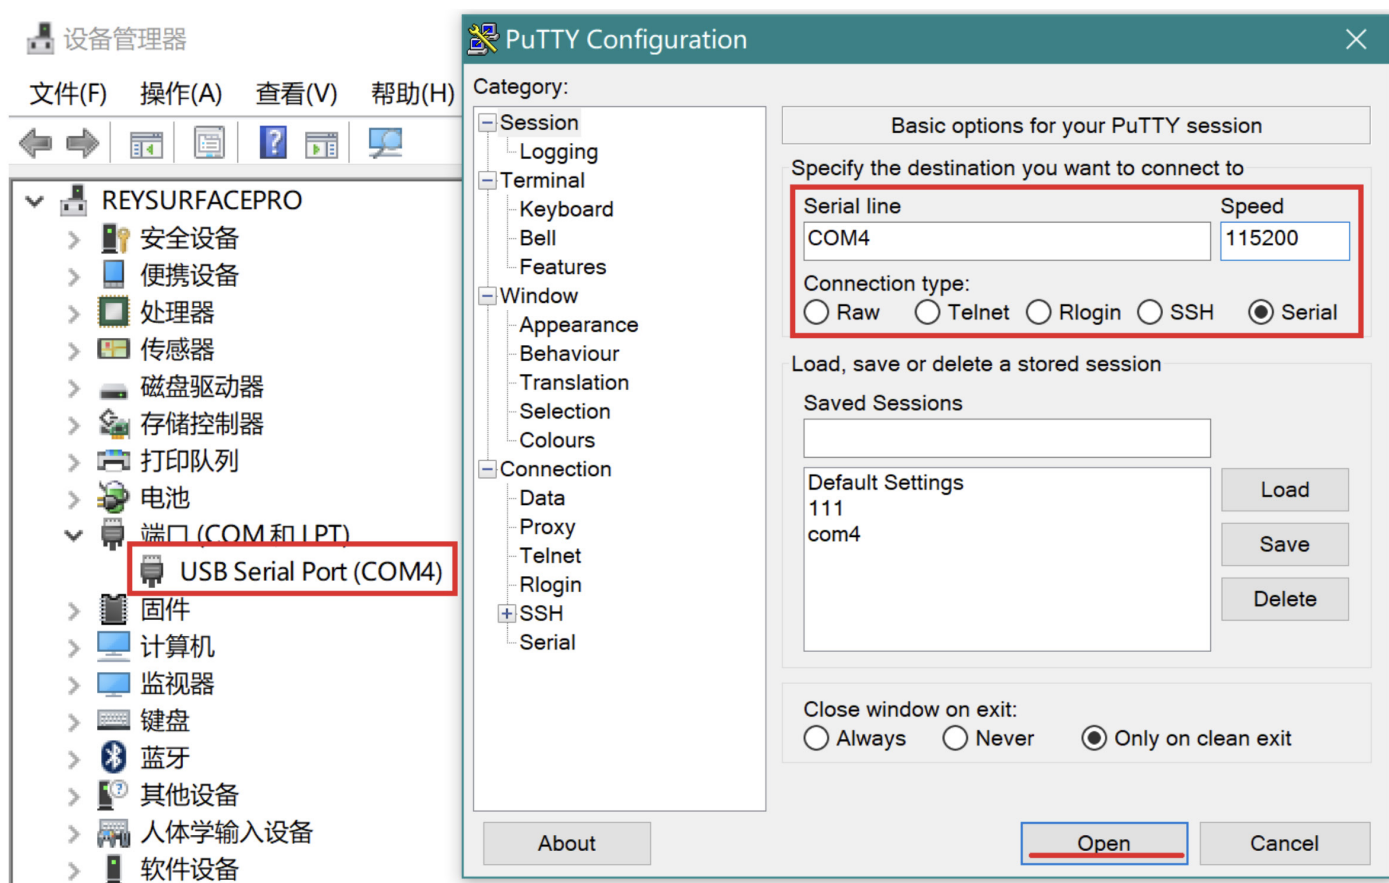 设备管理器
文件(F) 操作(A) 查看(V) 帮助(H)
REYSURFACEPRO
安全设备
便携设备
处理器
传感器
磁盘驱动器
存储控制器
打印队列
电池
端口 (COM 和 LPT)
USB Serial Port (COM4)
固件
计算机
监视器
键盘
蓝牙
其他设备
人体学输入设备
软件设备
PuTTY Configuration
Category:
Session
Logging
Terminal
Keyboard
Bell
Features
Window
Appearance
Behaviour
Translation
Selection
Colours
Connection
Data
Proxy
Telnet
Rlogin
SSH
Serial
Basic options for your PuTTY session
Specify the destination you want to connect to
Serial line Speed
COM4 115200
Connection type:
Raw Telnet Rlogin SSH Serial
Load, save or delete a stored session
Saved Sessions
Default Settings
111
com4
Load
Save
Delete
Close window on exit:
Always Never Only on clean exit
About Open Cancel